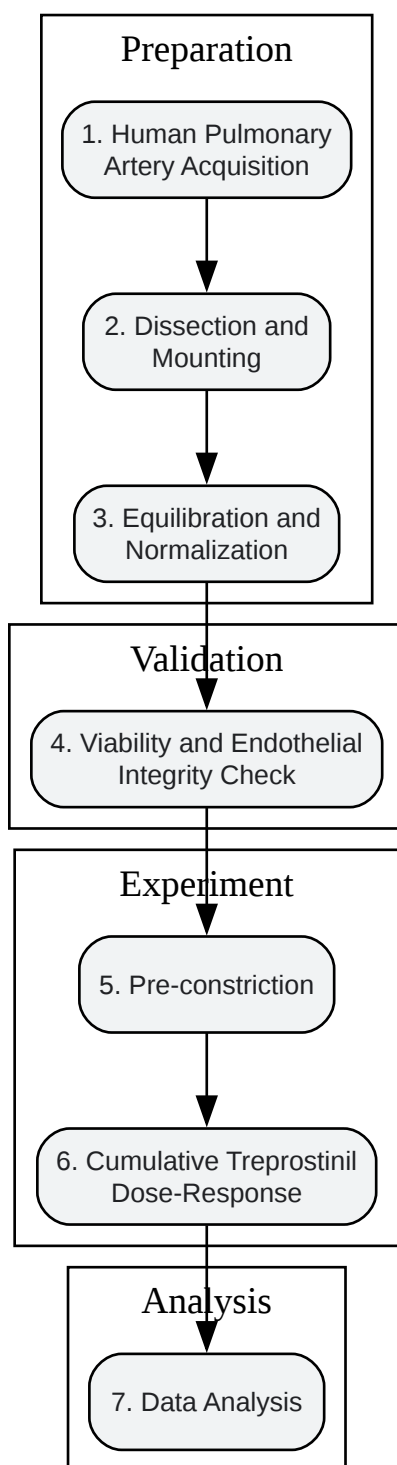 Preparation
1. Human Pulmonary
Artery Acquisition
2. Dissection and
Mounting
3. Equilibration and
Normalization
Validation
4. Viability and Endothelial
Integrity Check
Experiment
5. Pre-constriction
6. Cumulative Treprostinil
Dose-Response
Analysis
7. Data Analysis